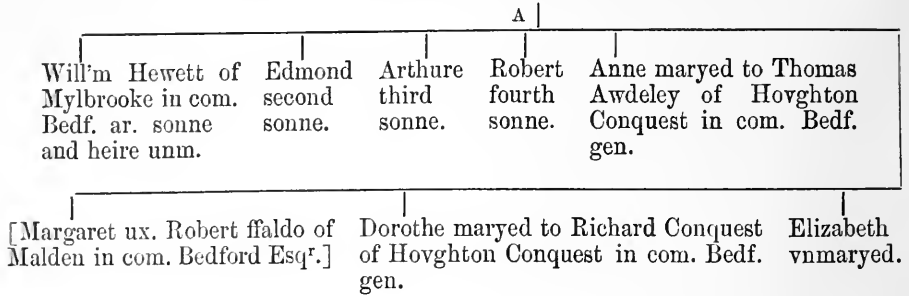 A
Will'm Hewett of
Mylbrooke in com.
Bedf. ar. sonne
and heire unm.
Edmond
second
sonne.
Arthure
third
sonne.
Robert
fourth
sonne.
Anne maryed to Thomas
Awdeley of Hovghton
Conquest in com. Bedf.
gen.
[Margaret ux. Robert ffaldo of
Malden in com. Bedford Esqʳ.]
Dorothe maryed to Richard Conquest
of Hovghton Conquest in com. Bedf.
gen.
Elizabeth
vnmaryed.